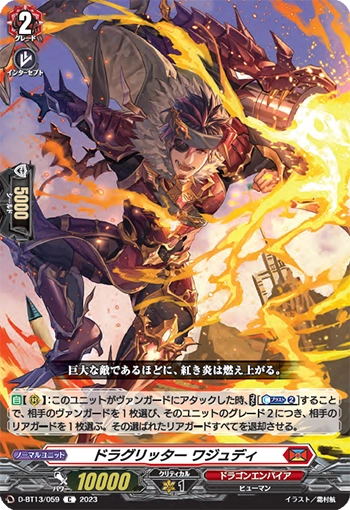 2
グレード
インターセプト
5000
シールド
巨大な敵であるほどに、紅き炎は燃え上がる。
自【R】:このユニットがヴァンガードにアタックした時、【ソウルブラスト2】することで、相手のヴァンガードを1枚選び、そのユニットのグレード2につき、相手のリアガードを1枚選ぶ。その選ばれたリアガードすべてを退却させる。
ノーマルユニット
ドラグリッター ワジュディ
パワー
10000
クリティカル
1
ドラゴンエンパイア
ヒューマン
D-BT13/059 C 2023
イラスト/霜村航